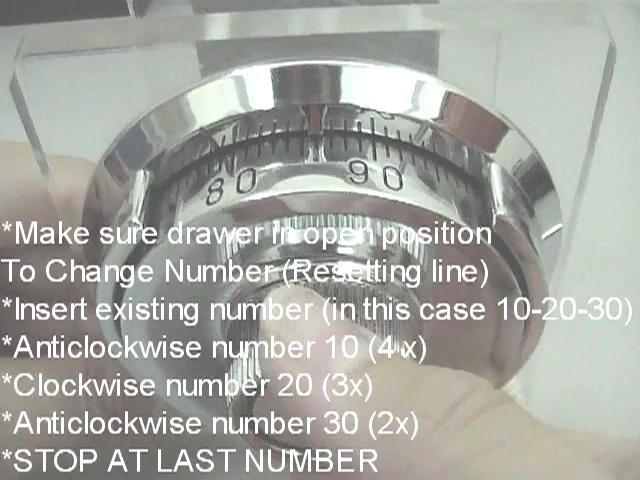 80 90
*Make sure drawer in open position
To Change Number (Resetting line)
*Insert existing number (in this case 10-20-30)
*Anticlockwise number 10 (4 x)
*Clockwise number 20 (3x)
*Anticlockwise number 30 (2x)
*STOP AT LAST NUMBER